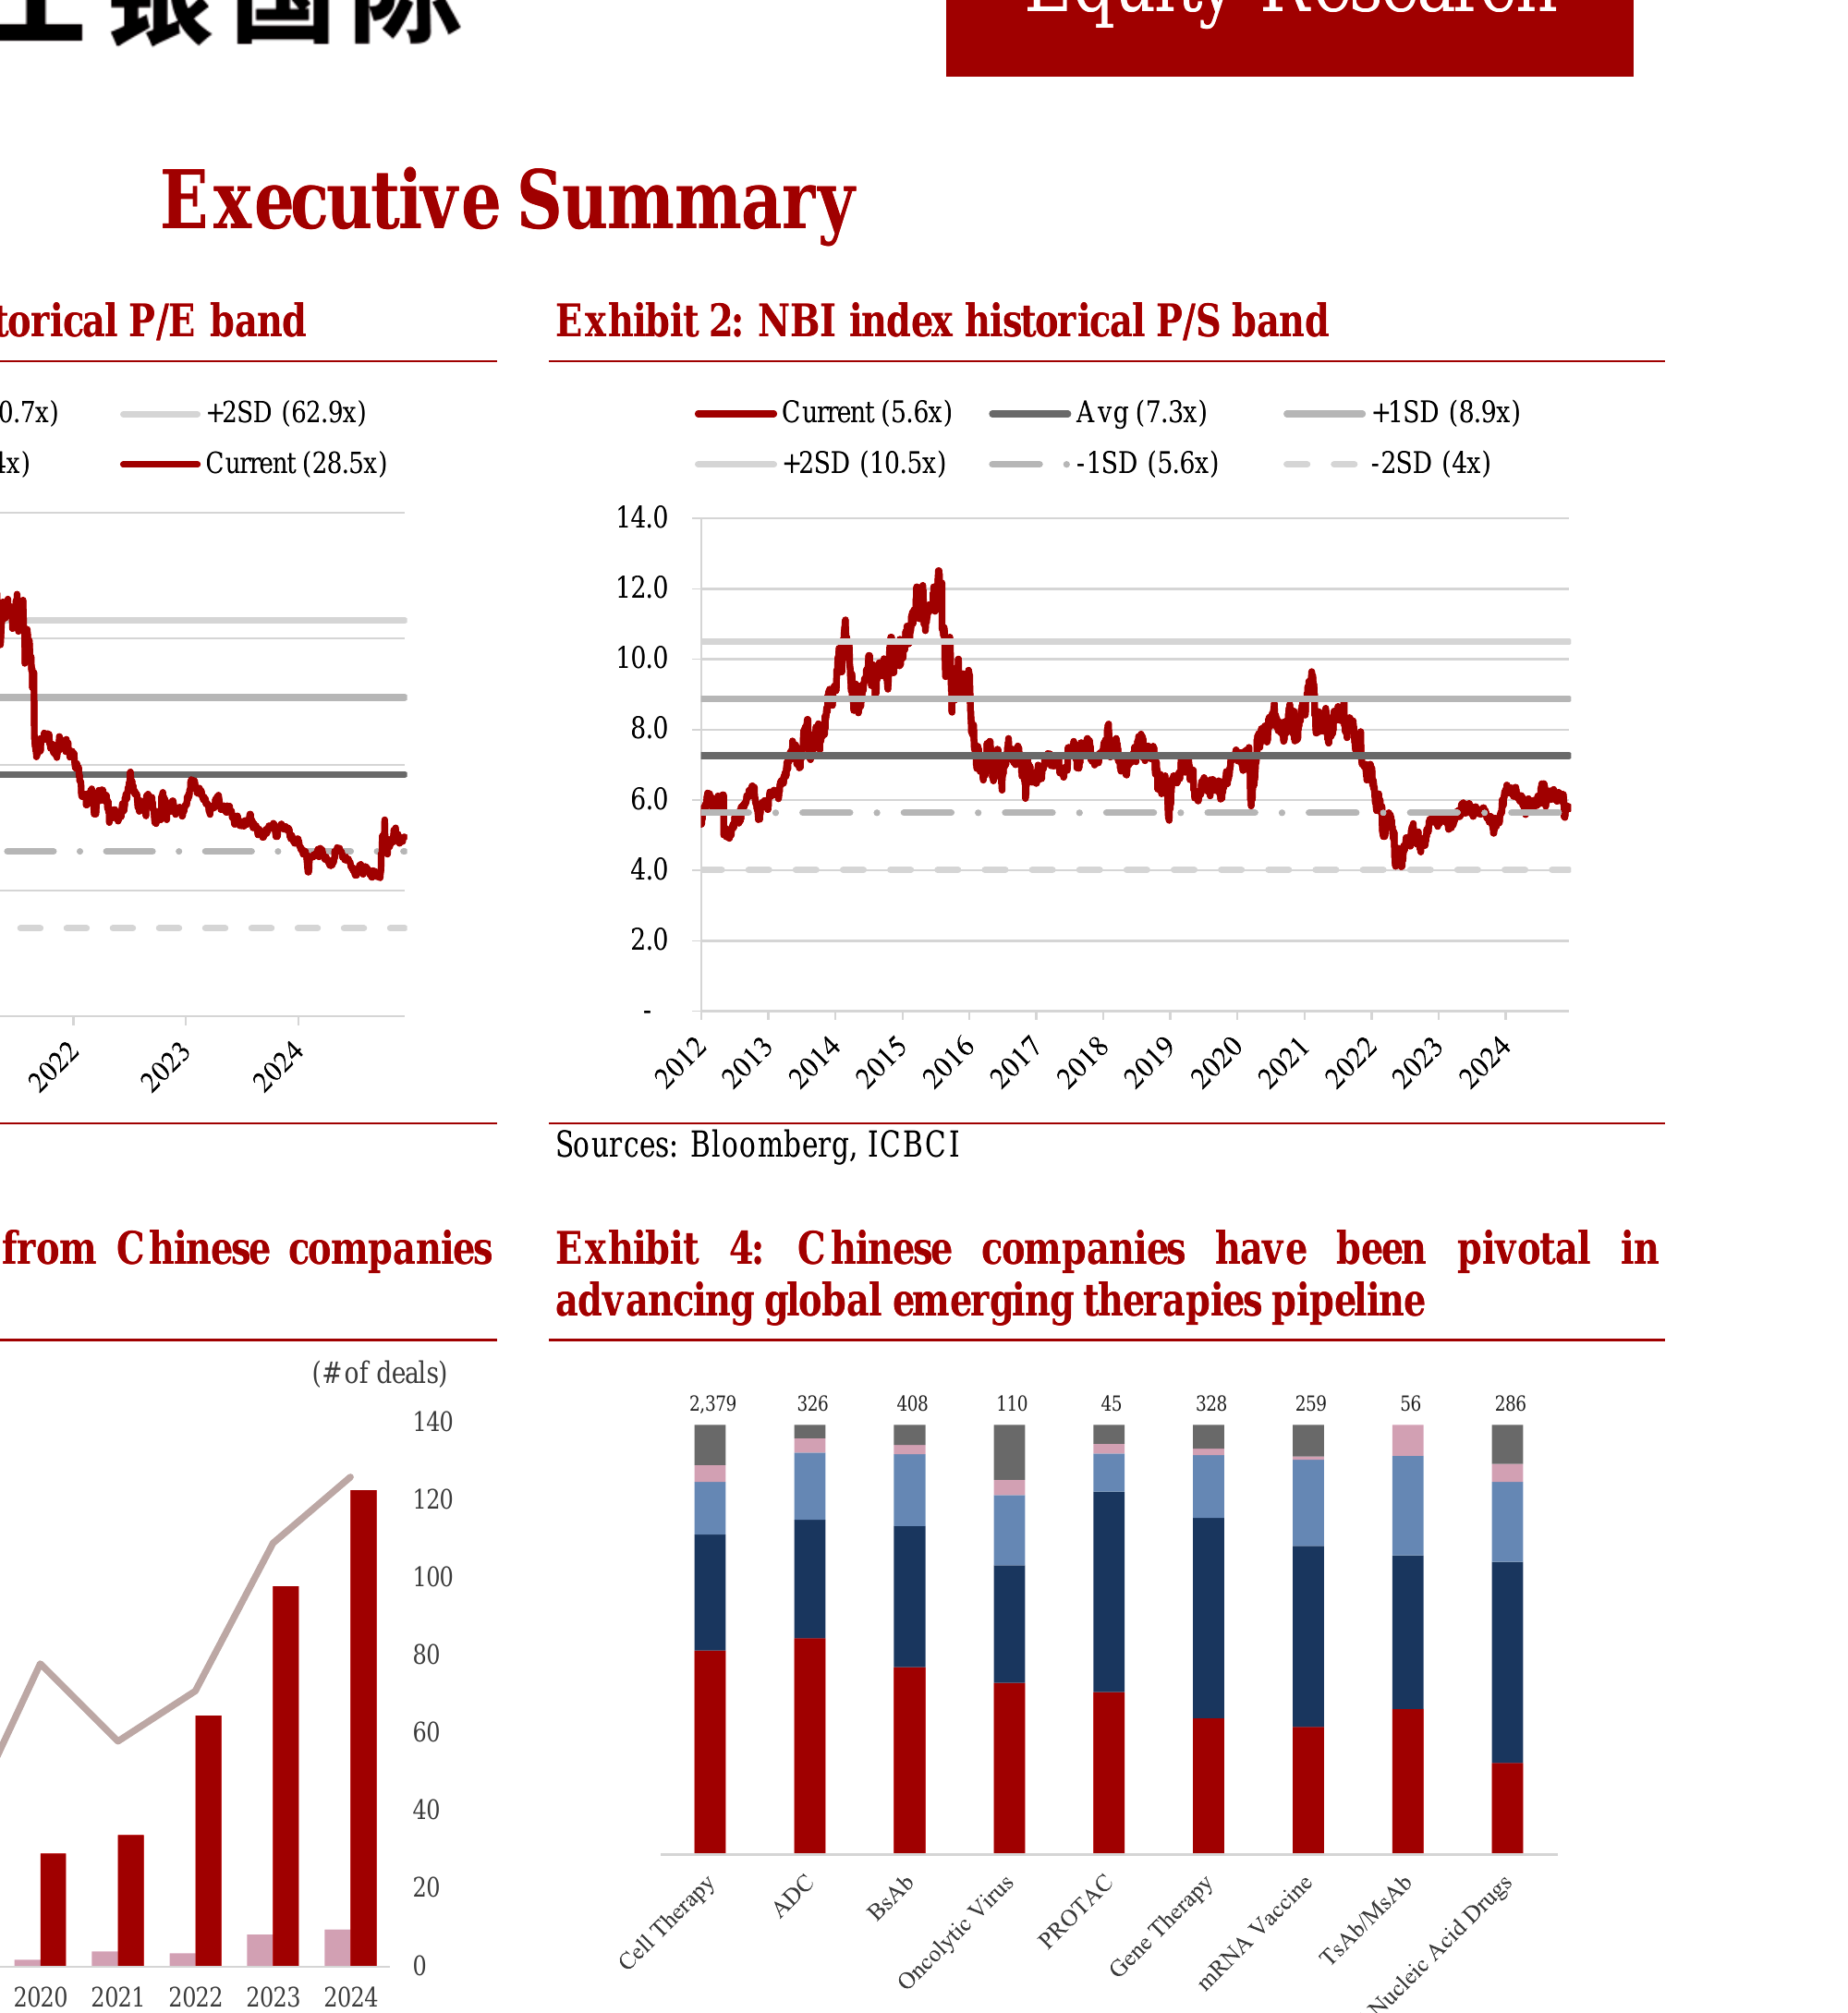 银国际
Equity Research
Executive Summary
torical P/E band
0.7x)
+2SD (62.9x)
4x)
Current (28.5x)
2022
2023
2024
Exhibit 2: NBI index historical P/S band
Current (5.6x)
Avg (7.3x)
+1SD (8.9x)
+2SD (10.5x)
-1SD (5.6x)
-2SD (4x)
14.0
12.0
10.0
8.0
6.0
4.0
2.0
-
2012
2013
2014
2015
2016
2017
2018
2019
2020
2021
2022
2023
2024
Sources: Bloomberg, ICBCI
from Chinese companies
(# of deals)
140
120
100
80
60
40
20
0
2020
2021
2022
2023
2024
Exhibit 4: Chinese companies have been pivotal in
advancing global emerging therapies pipeline
2,379
326
408
110
45
328
259
56
286
Cell Therapy
ADC
BsAb
Oncolytic Virus
PROTAC
Gene Therapy
mRNA Vaccine
TsAb/MsAb
Nucleic Acid Drugs